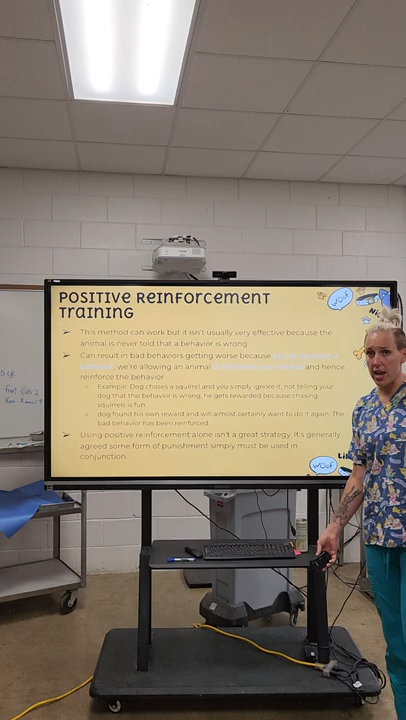 Positive Reinforcement
Training
WOOF
➤ This method can work but it isn't usually very effective because the
animal is never told that a behavior is wrong
➤ Can result in bad behaviors getting worse because
behavior, we're allowing an animal and hence
reinforce the behavior
○ Example: Dog chases a squirrel and you simply ignore it, not telling your
dog that this behavior is wrong, he gets rewarded because chasing
squirrels is fun.
○ dog found his own reward and will almost certainly want to do it again. The
bad behavior has been reinforced.
➤ Using positive reinforcement alone isn't a great strategy. It's generally
agreed some form of punishment simply must be used in
conjunction.
WOOF